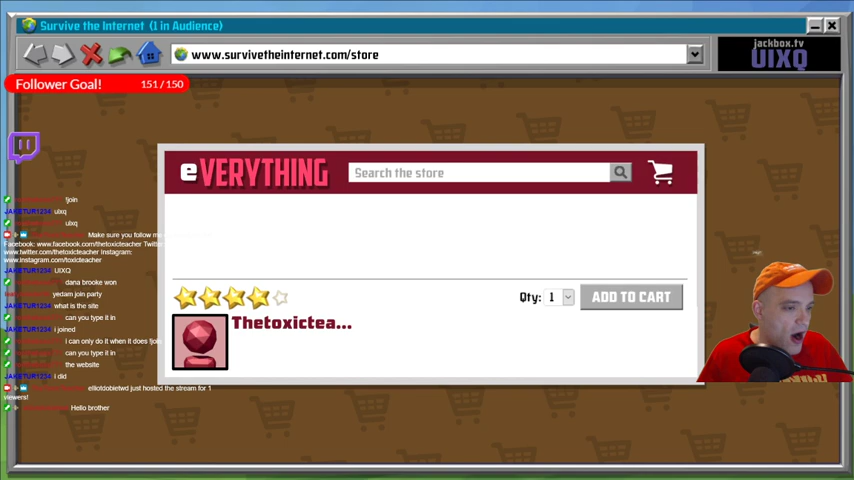 Survive the Internet (1 in Audience)
www.survivetheinternet.com/store
jackbox.tv
UIXQ
Follower Goal! 151 / 150
eVERYTHING
Search the store
Qty: 1
ADD TO CART
Thetoxictea...
!join
JAKETUR1234 uixq
uixq
Make sure you follow me
Facebook: www.facebook.com/thetoxicteacher Twitter:
www.twitter.com/thetoxicteacher Instagram:
www.instagram.com/toxicteacher
JAKETUR1234 UIXQ
dana brooke won
yedam join party
JAKETUR1234 what is the site
can you type it in
JAKETUR1234 i joined
I can only do it when it does !join
can you type it in
the website
JAKETUR1234 I did
elliotdobietwd just hosted the stream for 1
viewers!
Hello brother